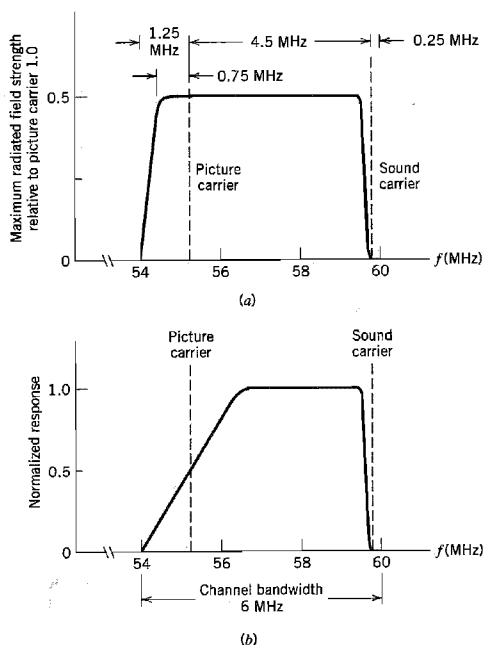 1.25
MHz
4.5 MHz
0.25 MHz
0.75 MHz
Maximum radiated field strength
relative to picture carrier 1.0
0.5
0
Picture
carrier
Sound
carrier
54
56
58
60
f(MHz)
(a)
Picture
carrier
Sound
carrier
Normalized response
1.0
0.5
0
54
56
58
60
f(MHz)
Channel bandwidth
6 MHz
(b)